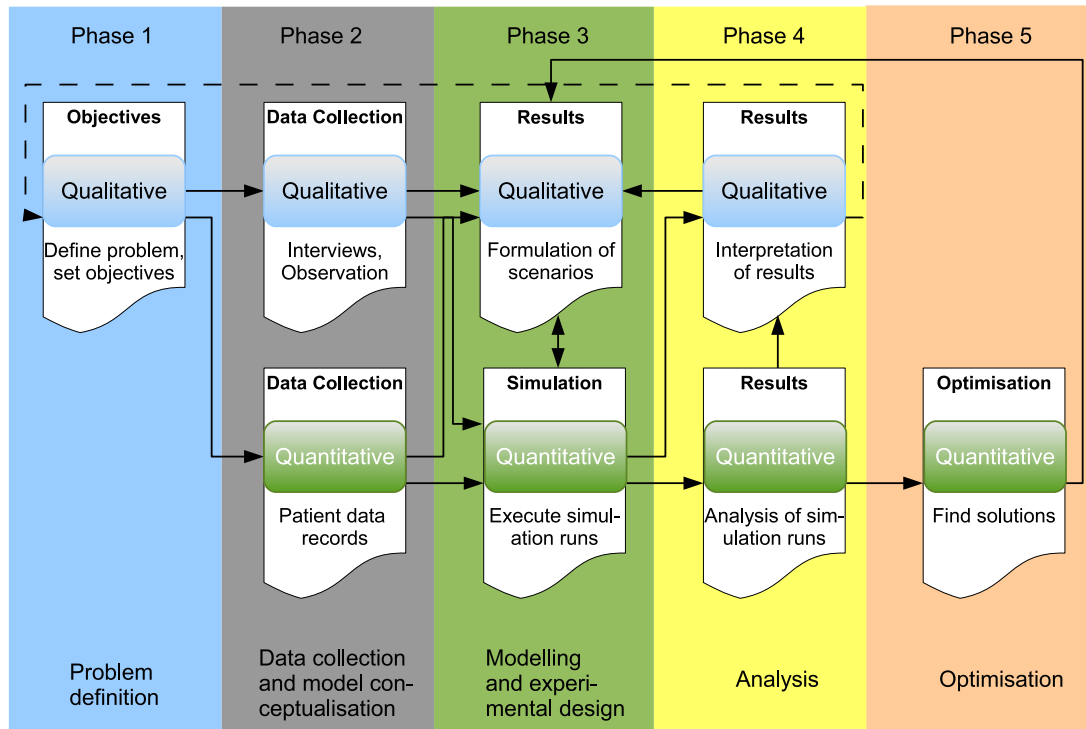 Phase 1
Phase 2
Phase 3
Phase 4
Phase 5
Objectives
Qualitative
Define problem,
set objectives
Data Collection
Qualitative
Interviews,
Observation
Results
Qualitative
Formulation of
scenarios
Results
Qualitative
Interpretation
of results
Data Collection
Quantitative
Patient data
records
Simulation
Quantitative
Execute simul-
ation runs
Results
Quantitative
Analysis of sim-
ulation runs
Optimisation
Quantitative
Find solutions
Problem
definition
Data collection
and model con-
ceptualisation
Modelling
and experi-
mental design
Analysis
Optimisation